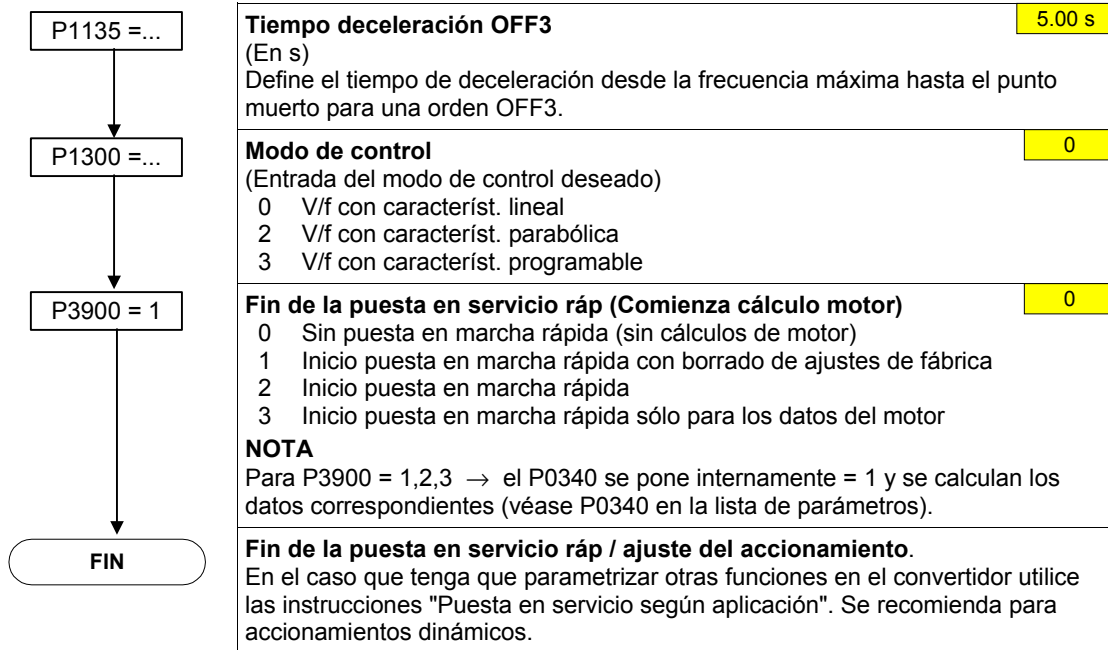 P1135 =...
Tiempo deceleración OFF3
5.00 s
(En s)
Define el tiempo de deceleración desde la frecuencia máxima hasta el punto
muerto para una orden OFF3.
P1300 =...
Modo de control
0
(Entrada del modo de control deseado)
0 V/f con característ. lineal
2 V/f con característ. parabólica
3 V/f con característ. programable
P3900 = 1
Fin de la puesta en servicio ráp (Comienza cálculo motor)
0
0 Sin puesta en marcha rápida (sin cálculos de motor)
1 Inicio puesta en marcha rápida con borrado de ajustes de fábrica
2 Inicio puesta en marcha rápida
3 Inicio puesta en marcha rápida sólo para los datos del motor
NOTA
Para P3900 = 1,2,3 → el P0340 se pone internamente = 1 y se calculan los
datos correspondientes (véase P0340 en la lista de parámetros).
FIN
Fin de la puesta en servicio ráp / ajuste del accionamiento.
En el caso que tenga que parametrizar otras funciones en el convertidor utilice
las instrucciones "Puesta en servicio según aplicación". Se recomienda para
accionamientos dinámicos.